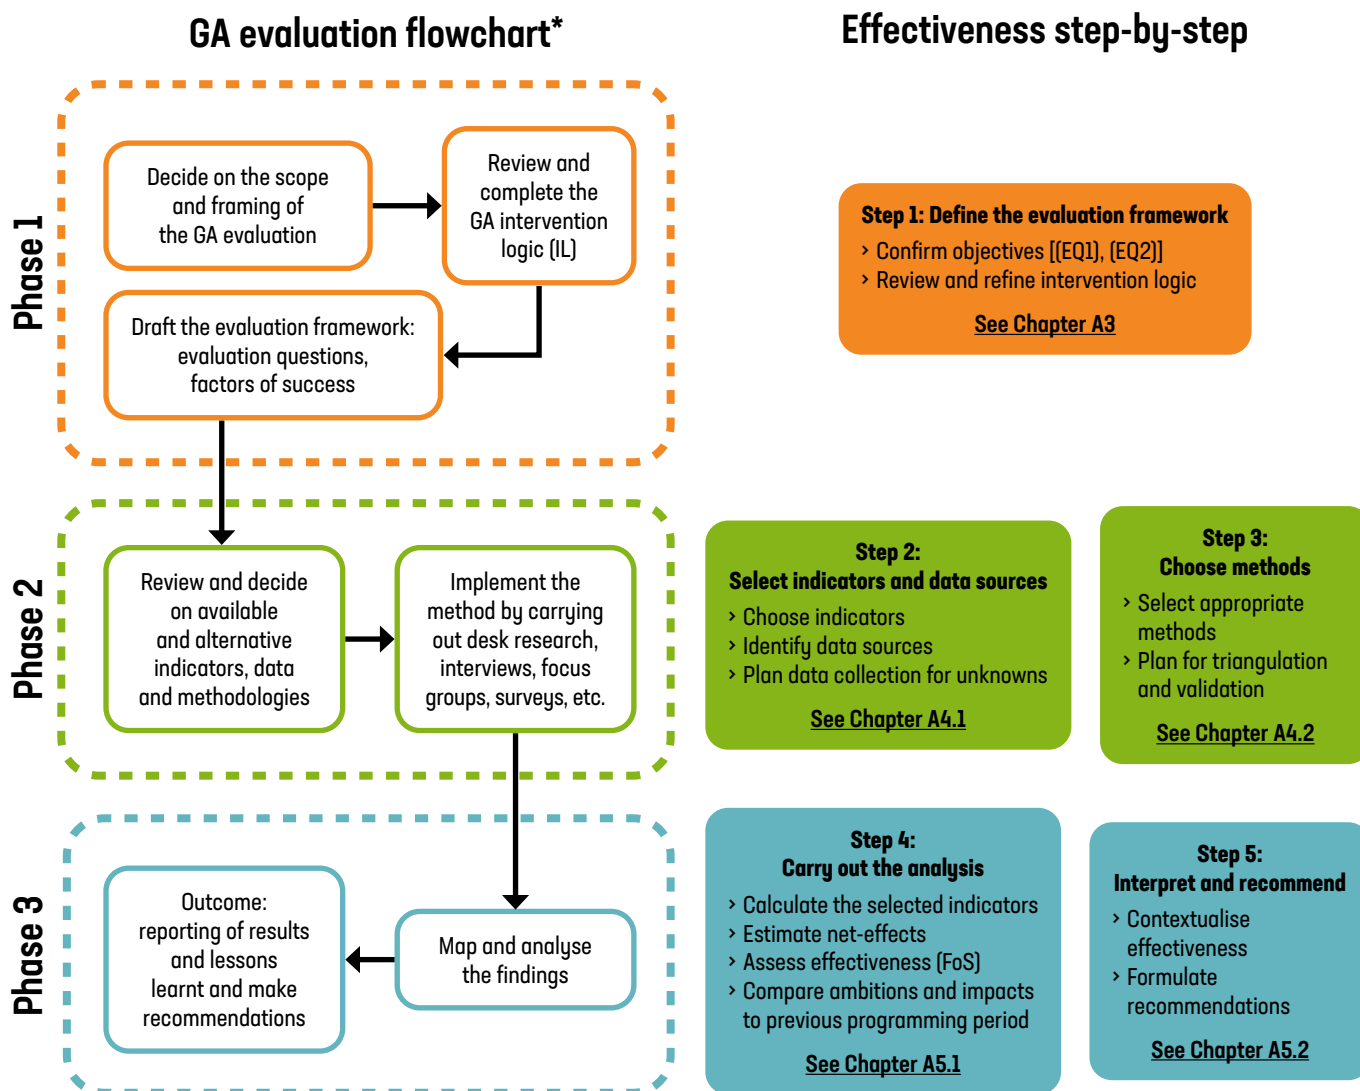 GA evaluation flowchart*
Effectiveness step-by-step
Phase 1
Decide on the scope
and framing of
the GA evaluation
Review and
complete the
GA intervention
logic (IL)
Draft the evaluation framework:
evaluation questions,
factors of success
Step 1: Define the evaluation framework
› Confirm objectives [(EQ1), (EQ2)]
› Review and refine intervention logic
See Chapter A3
Phase 2
Review and decide
on available
and alternative
indicators, data
and methodologies
Implement the
method by carrying
out desk research,
interviews, focus
groups, surveys, etc.
Step 2:
Select indicators and data sources
› Choose indicators
› Identify data sources
› Plan data collection for unknowns
See Chapter A4.1
Step 3:
Choose methods
› Select appropriate
methods
› Plan for triangulation
and validation
See Chapter A4.2
Phase 3
Outcome:
reporting of results
and lessons
learnt and make
recommendations
Map and analyse
the findings
Step 4:
Carry out the analysis
› Calculate the selected indicators
› Estimate net-effects
› Assess effectiveness (FoS)
› Compare ambitions and impacts
to previous programming period
See Chapter A5.1
Step 5:
Interpret and recommend
› Contextualise
effectiveness
› Formulate
recommendations
See Chapter A5.2